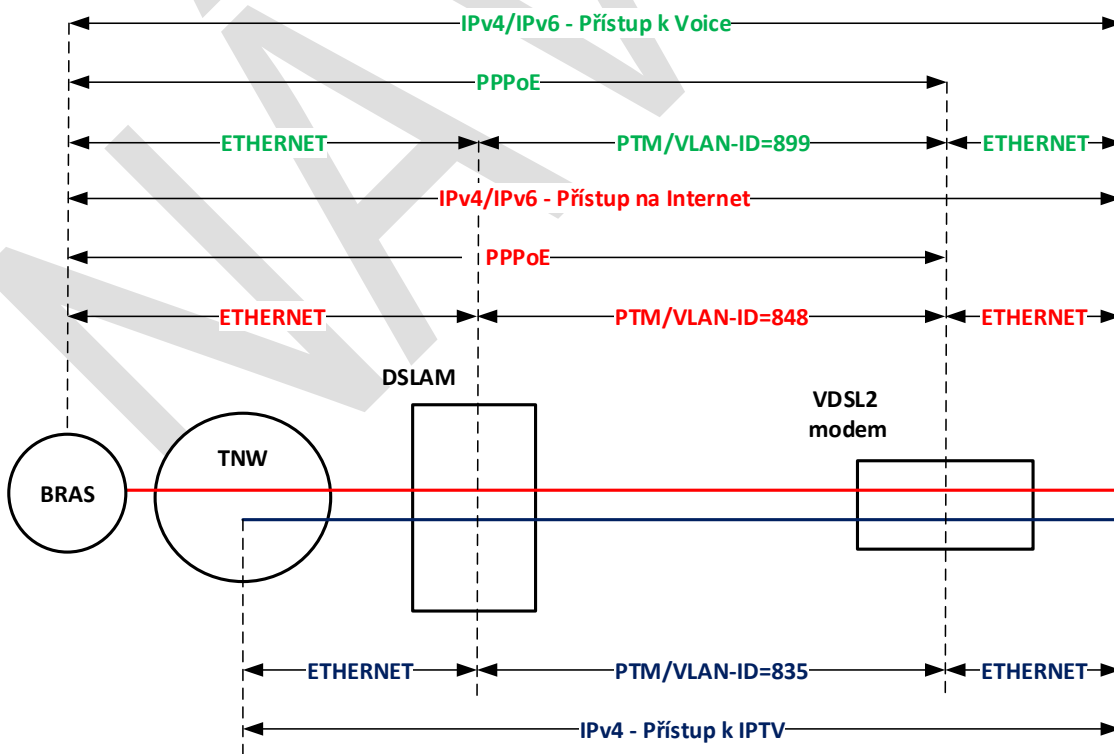 IPv4/IPv6 - Přístup k Voice
PPPoE
ETHERNET
PTM/VLAN-ID=899
ETHERNET
IPv4/IPv6 - Přístup na Internet
PPPoE
ETHERNET
PTM/VLAN-ID=848
ETHERNET
DSLAM
VDSL2
modem
TNW
BRAS
ETHERNET
PTM/VLAN-ID=835
ETHERNET
IPv4 - Přístup k IPTV